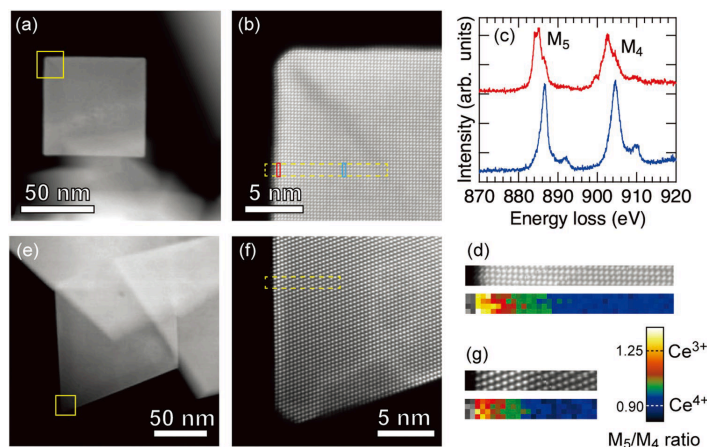 (a)
50 nm
(b)
5 nm
(c)
M5
M4
Intensity (arb. units)
870 880 890 900 910 920
Energy loss (eV)
(d)
(e)
50 nm
(f)
5 nm
(g)
1.25
0.90
Ce3+
Ce4+
M5/M4 ratio